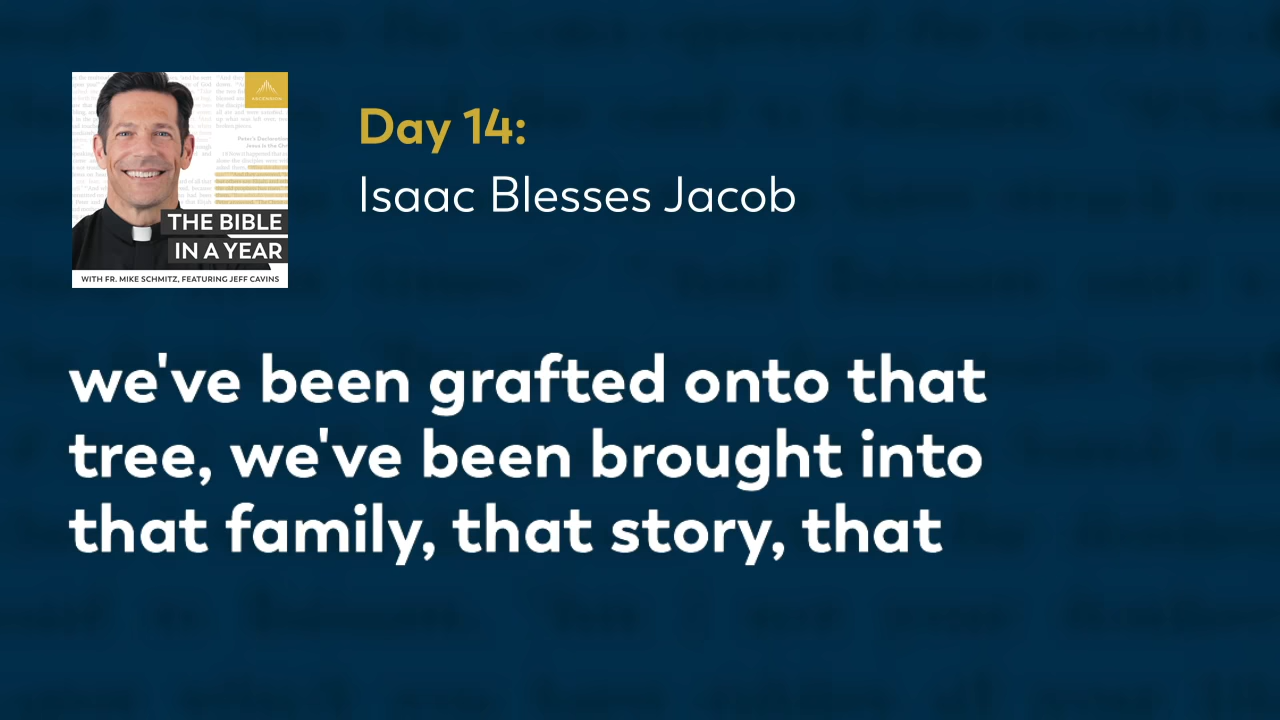 ASCENSION
THE BIBLE
IN A YEAR
WITH FR. MIKE SCHMITZ, FEATURING JEFF CAVINS
Day 14:
Isaac Blesses Jacob
we've been grafted onto that
tree, we've been brought into
that family, that story, that